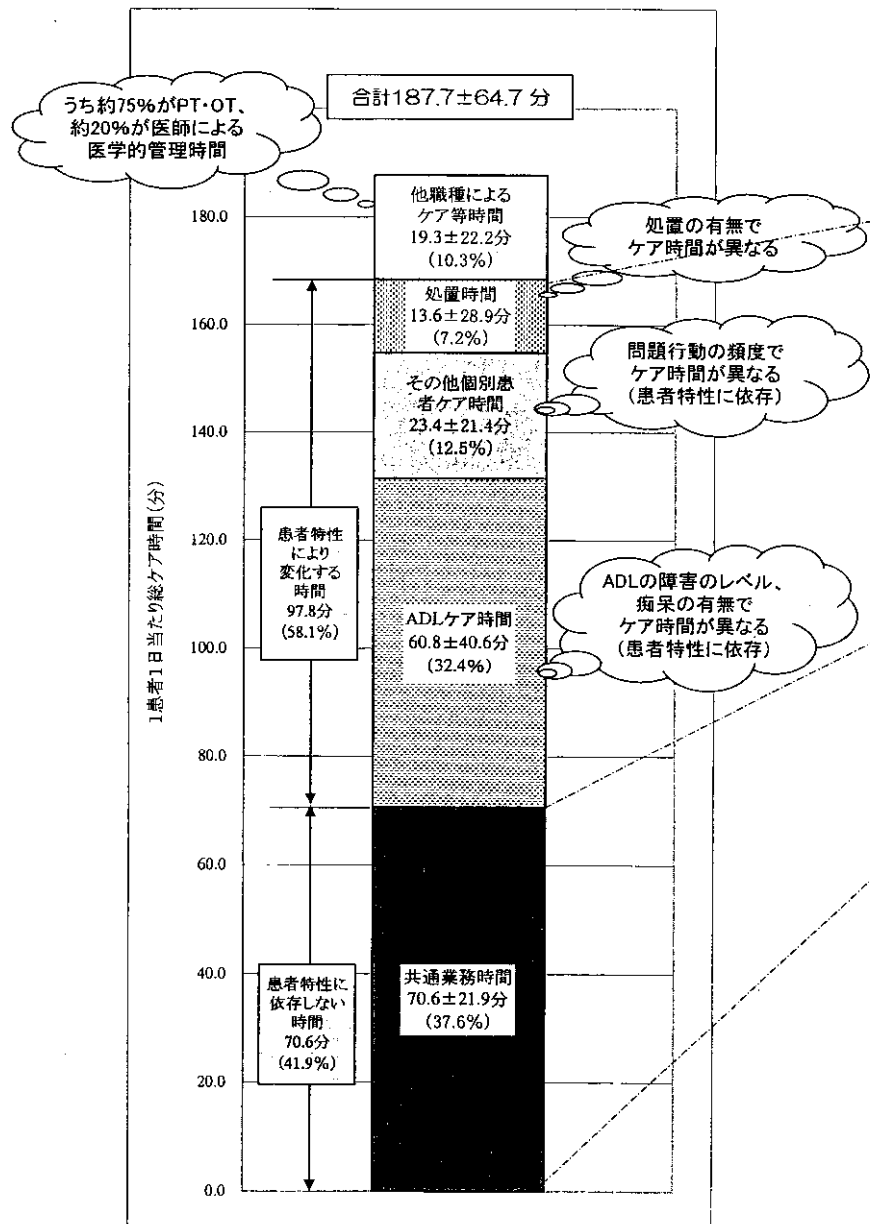 合計187.7±64.7 分
うち約75%がPT・OT、
約20%が医師による
医学的管理時間
他職種による
ケア等時間
19.3±22.2分
(10.3%)
処置の有無で
ケア時間が異なる
処置時間
13.6±28.9分
(7.2%)
問題行動の頻度で
ケア時間が異なる
(患者特性に依存)
その他個別患
者ケア時間
23.4±21.4分
(12.5%)
患者特性
により
変化する
時間
97.8分
(58.1%)
ADLケア時間
60.8±40.6分
(32.4%)
ADLの障害のレベル、
痴呆の有無で
ケア時間が異なる
(患者特性に依存)
患者特性に
依存しない
時間
70.6分
(41.9%)
共通業務時間
70.6±21.9分
(37.6%)
1患者1日当たり総ケア時間(分)
180.0
160.0
140.0
120.0
100.0
80.0
60.0
40.0
20.0
0.0